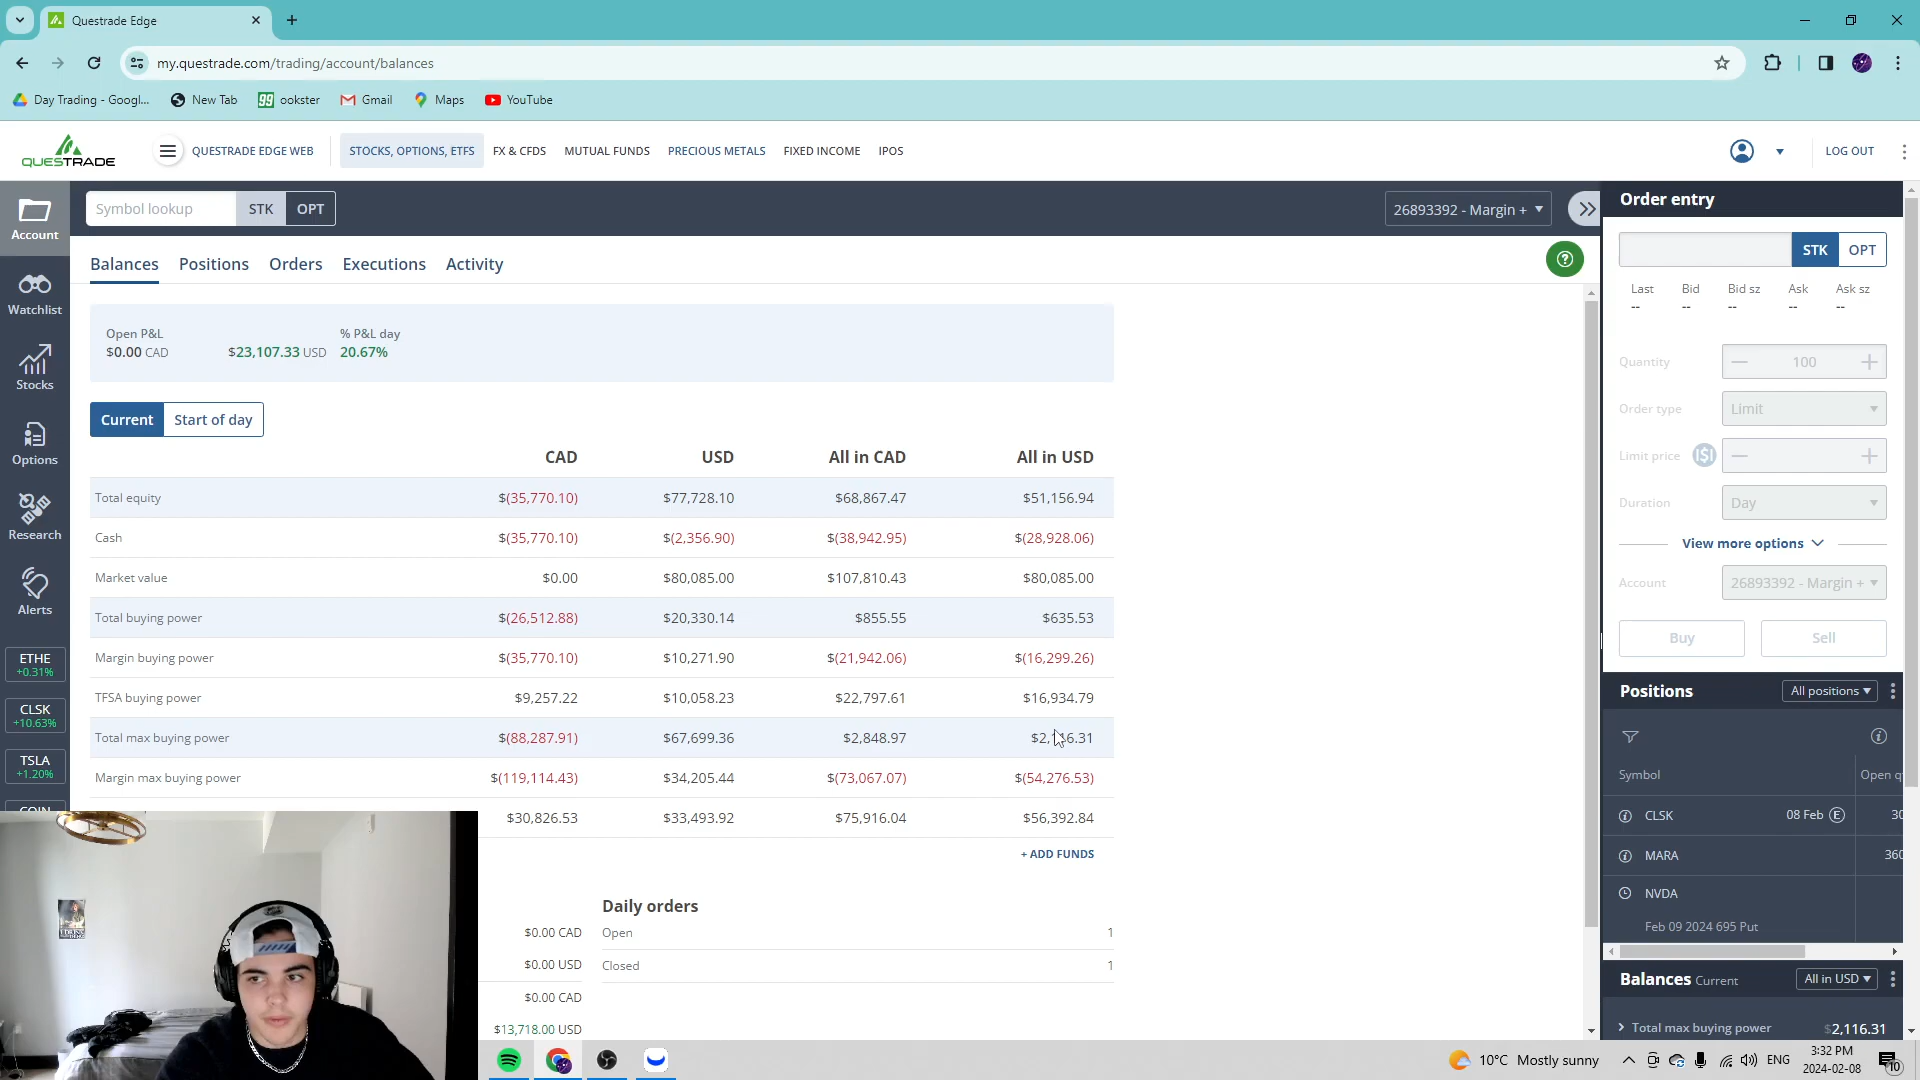 Questrade Edge
my.questrade.com/trading/account/balances
Day Trading - Googl... New Tab ookster Gmail Maps YouTube
QUESTRADE QUESTRADE EDGE WEB STOCKS, OPTIONS, ETFS FX & CFDS MUTUAL FUNDS PRECIOUS METALS FIXED INCOME IPOS LOG OUT
Symbol lookup STK OPT 26893392 - Margin +
Balances Positions Orders Executions Activity
Account
Watchlist
Stocks
Options
Research
Alerts
ETHE
+0.31%
CLSK
+10.63%
TSLA
+1.20%
COIN
Open P&L % P&L day
$0.00 CAD $23,107.33 USD 20.67%
Current Start of day
CAD USD All in CAD All in USD
Total equity $(35,770.10) $77,728.10 $68,867.47 $51,156.94
Cash $(35,770.10) $(2,356.90) $(38,942.95) $(28,928.06)
Market value $0.00 $80,085.00 $107,810.43 $80,085.00
Total buying power $(26,512.88) $20,330.14 $855.55 $635.53
Margin buying power $(35,770.10) $10,271.90 $(21,942.06) $(16,299.26)
TFSA buying power $9,257.22 $10,058.23 $22,797.61 $16,934.79
Total max buying power $(88,287.91) $67,699.36 $2,848.97 $2,116.31
Margin max buying power $(119,114.43) $34,205.44 $(73,067.07) $(54,276.53)
$30,826.53 $33,493.92 $75,916.04 $56,392.84
+ ADD FUNDS
Daily orders
$0.00 CAD Open 1
$0.00 USD Closed 1
$0.00 CAD
$13,718.00 USD
Order entry
STK OPT
Last Bid Bid sz Ask Ask sz
-- -- -- -- --
Quantity 100
Order type Limit
Limit price
Duration Day
View more options
Account 26893392 - Margin +
Buy Sell
Positions All positions
Symbol Open q
CLSK 08 Feb E 30
MARA 360
NVDA
Feb 09 2024 695 Put
Balances Current All in USD
Total max buying power $2,116.31
10°C Mostly sunny ENG 3:32 PM
2024-02-08
10